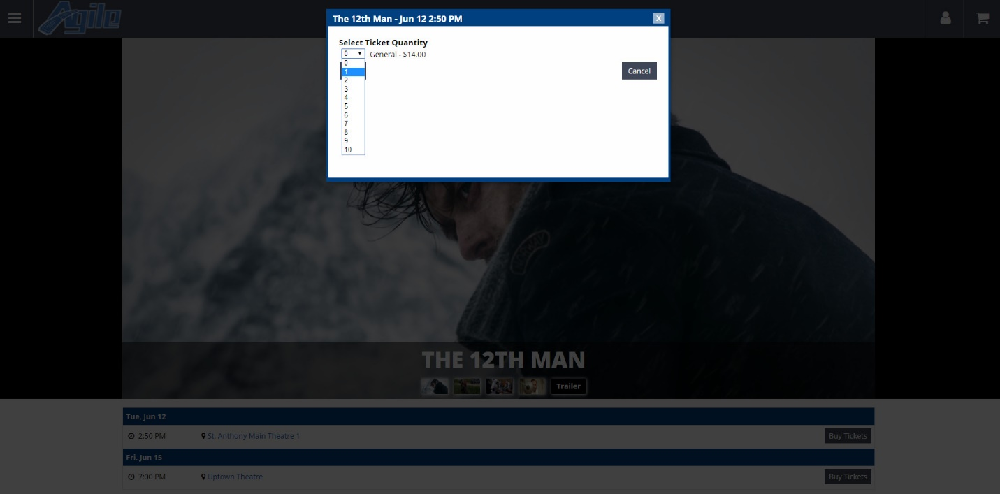 Agile
The 12th Man - Jun 12 2:50 PM
X
Select Ticket Quantity
0 General - $14.00
0
1
2
3
4
5
6
7
8
9
10
Cancel
NORWAY
THE 12TH MAN
Trailer
Tue, Jun 12
2:50 PM St. Anthony Main Theatre 1 Buy Tickets
Fri, Jun 15
7:00 PM Uptown Theatre Buy Tickets